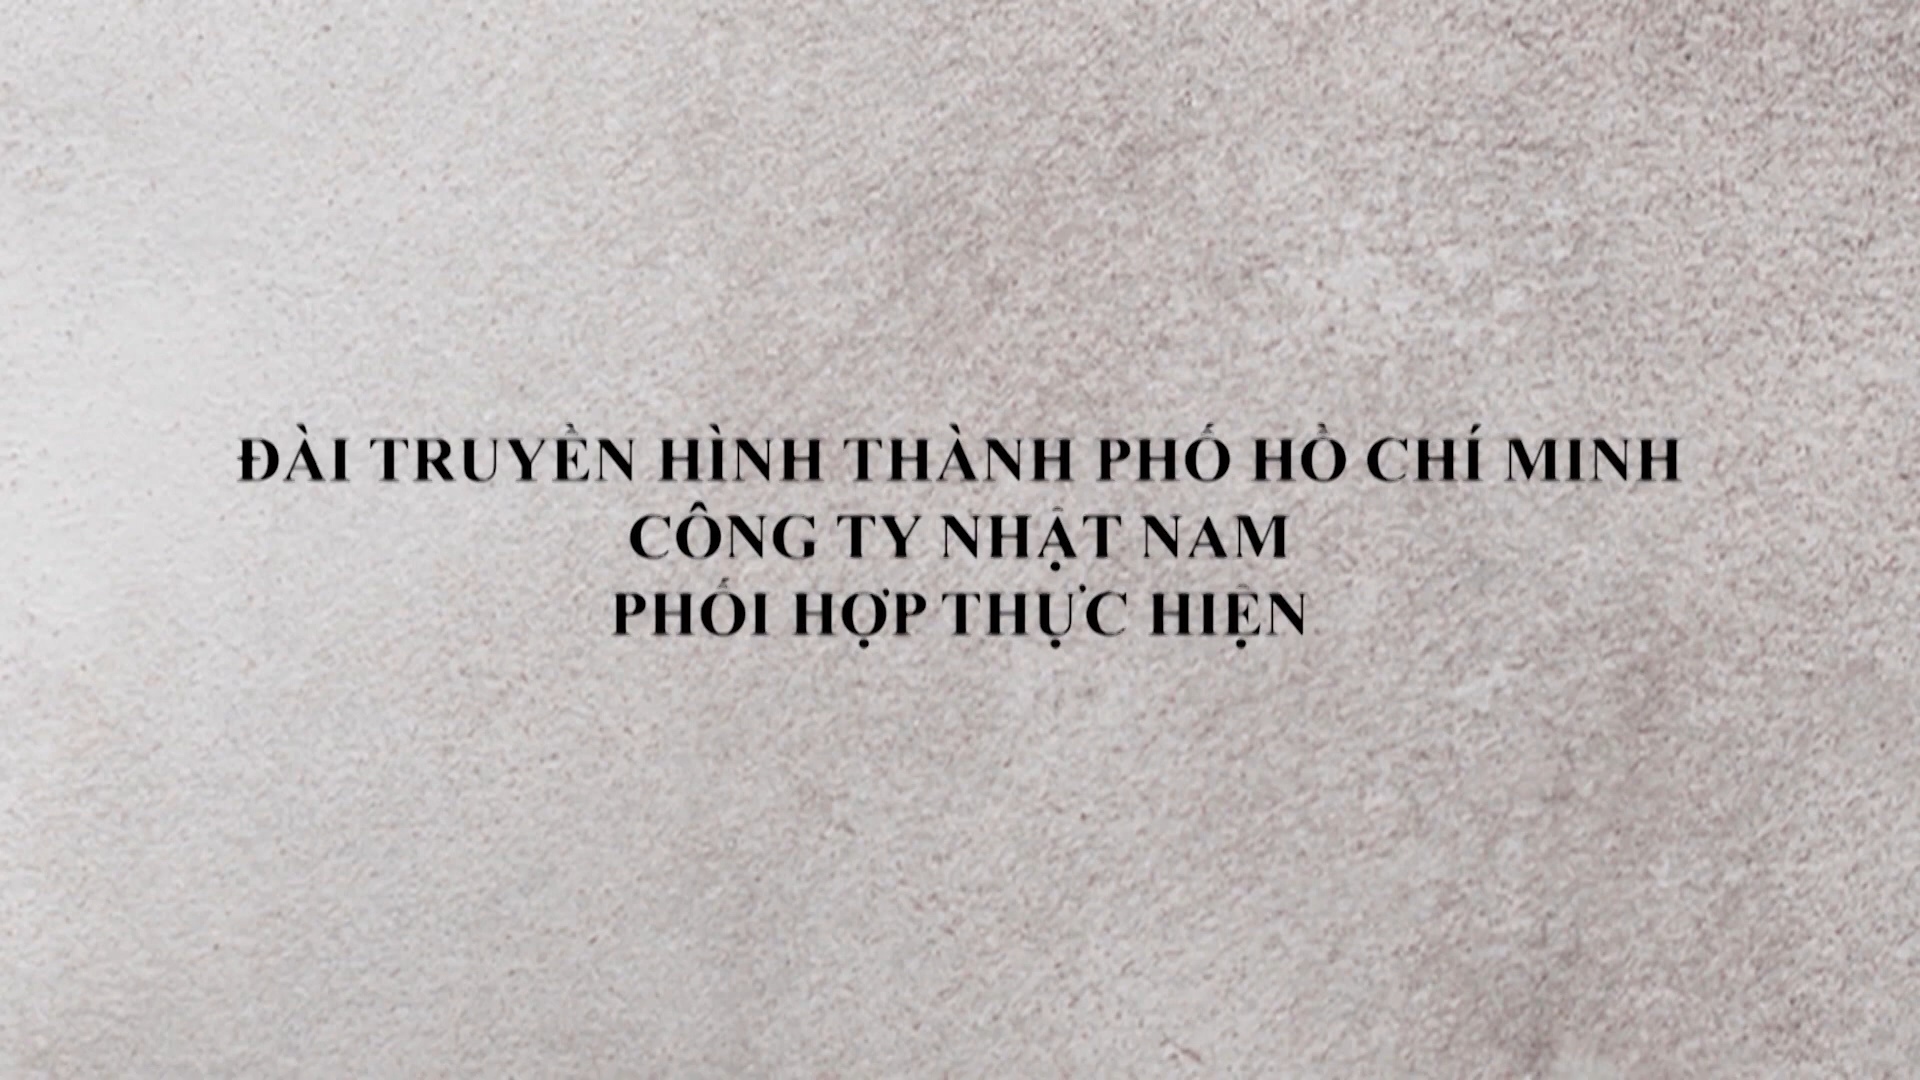 ĐÀI TRUYỀN HÌNH THÀNH PHỐ HỒ CHÍ MINH
CÔNG TY NHẬT NAM
PHỐI HỢP THỰC HIỆN